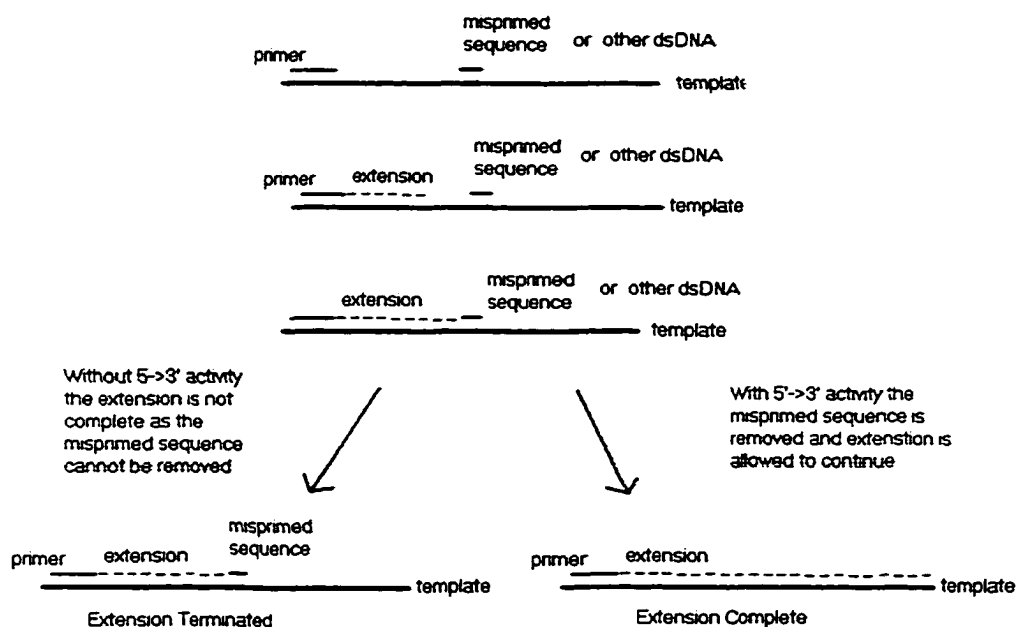 misprimed
sequence or other dsDNA
primer
template
misprimed
sequence or other dsDNA
primer extension
template
misprimed
sequence or other dsDNA
extension
template
Without 5->3' activity
the extension is not
complete as the
misprimed sequence
cannot be removed
With 5'->3' activity the
misprimed sequence is
removed and extenstion is
allowed to continue
misprimed
sequence
primer extension
template
Extension Terminated
primer extension
template
Extension Complete